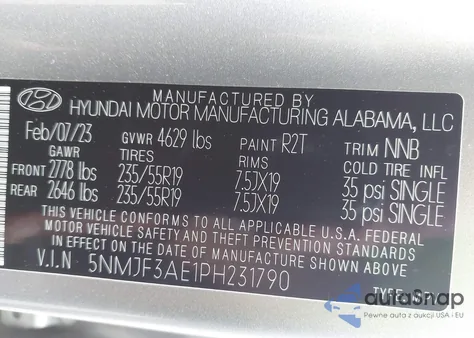 MANUFACTURED BY
HYUNDAI MOTOR MANUFACTURING ALABAMA, LLC
Feb/07/23 GVWR 4629 lbs PAINT R2T TRIM NNB
GAWR TIRES RIMS COLD TIRE INFL
FRONT 2778 lbs 235/55R19 7.5JX19 35 psi SINGLE
REAR 2646 lbs 235/55R19 7.5JX19 35 psi SINGLE
THIS VEHICLE CONFORMS TO ALL APPLICABLE U.S.A FEDERAL
MOTOR VEHICLE SAFETY AND THEFT PREVENTION STANDARDS
IN EFFECT ON THE DATE OF MANUFACTURE SHOWN ABOVE.
V.I.N 5NMJF3AE1PH231790
TYPE
autoSnap
Pewne auta z aukcji USA i EU